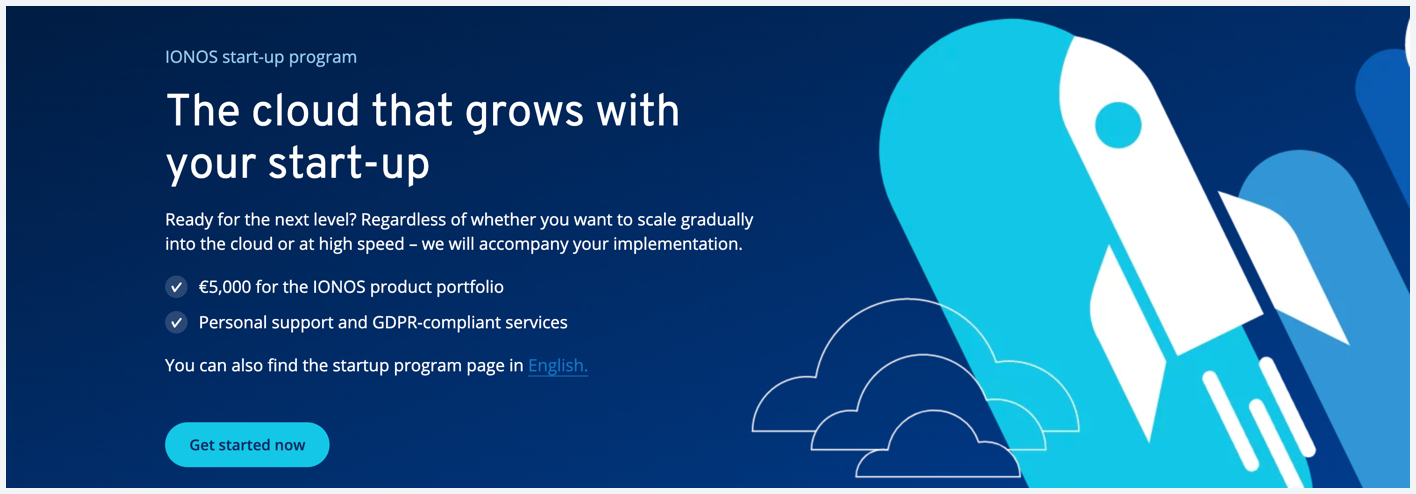 IONOS start-up program
The cloud that grows with
your start-up
Ready for the next level? Regardless of whether you want to scale gradually
into the cloud or at high speed – we will accompany your implementation.
€5,000 for the IONOS product portfolio
Personal support and GDPR-compliant services
You can also find the startup program page in English.
Get started now